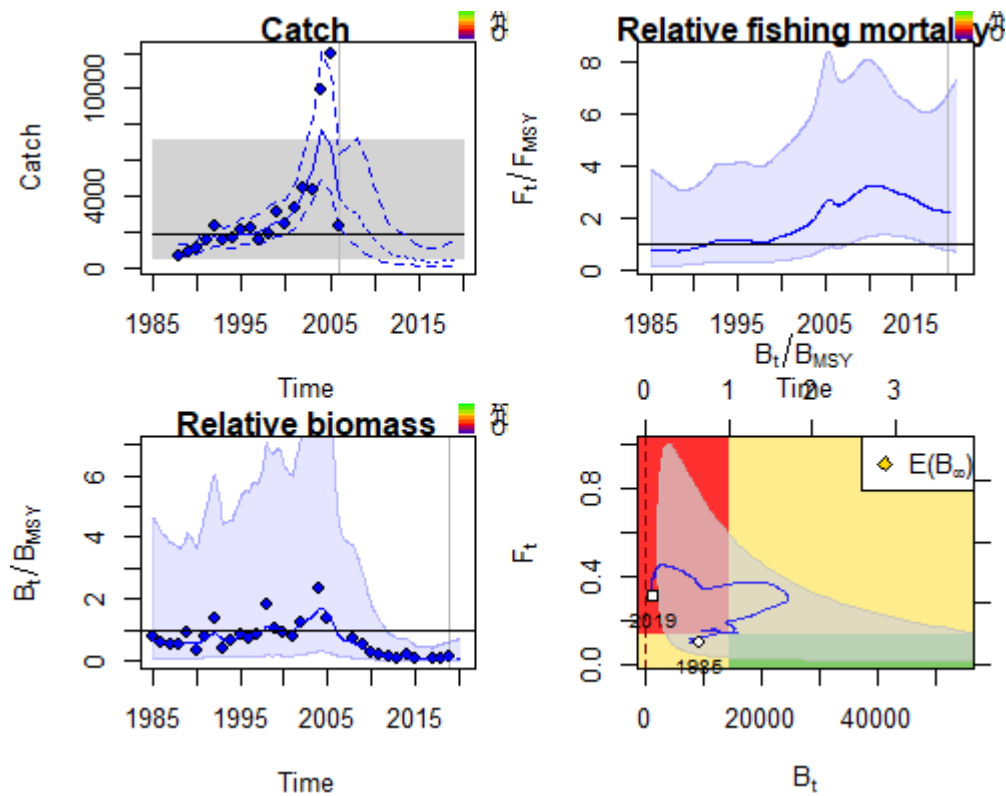 Catch
Relative fishing mortality
Catch
0 4000 10000
1985 1995 2005 2015
Time
Ft/FMSY
0 2 4 6 8
1985 1995 2005 2015
Time
Relative biomass
Bt/BMSY
0 2 4 6
1985 1995 2005 2015
Time
Bt/BMSY
0 1 2 3
E(B∞)
Ft
0.0 0.4 0.8
2019
1985
0 20000 40000
Bt